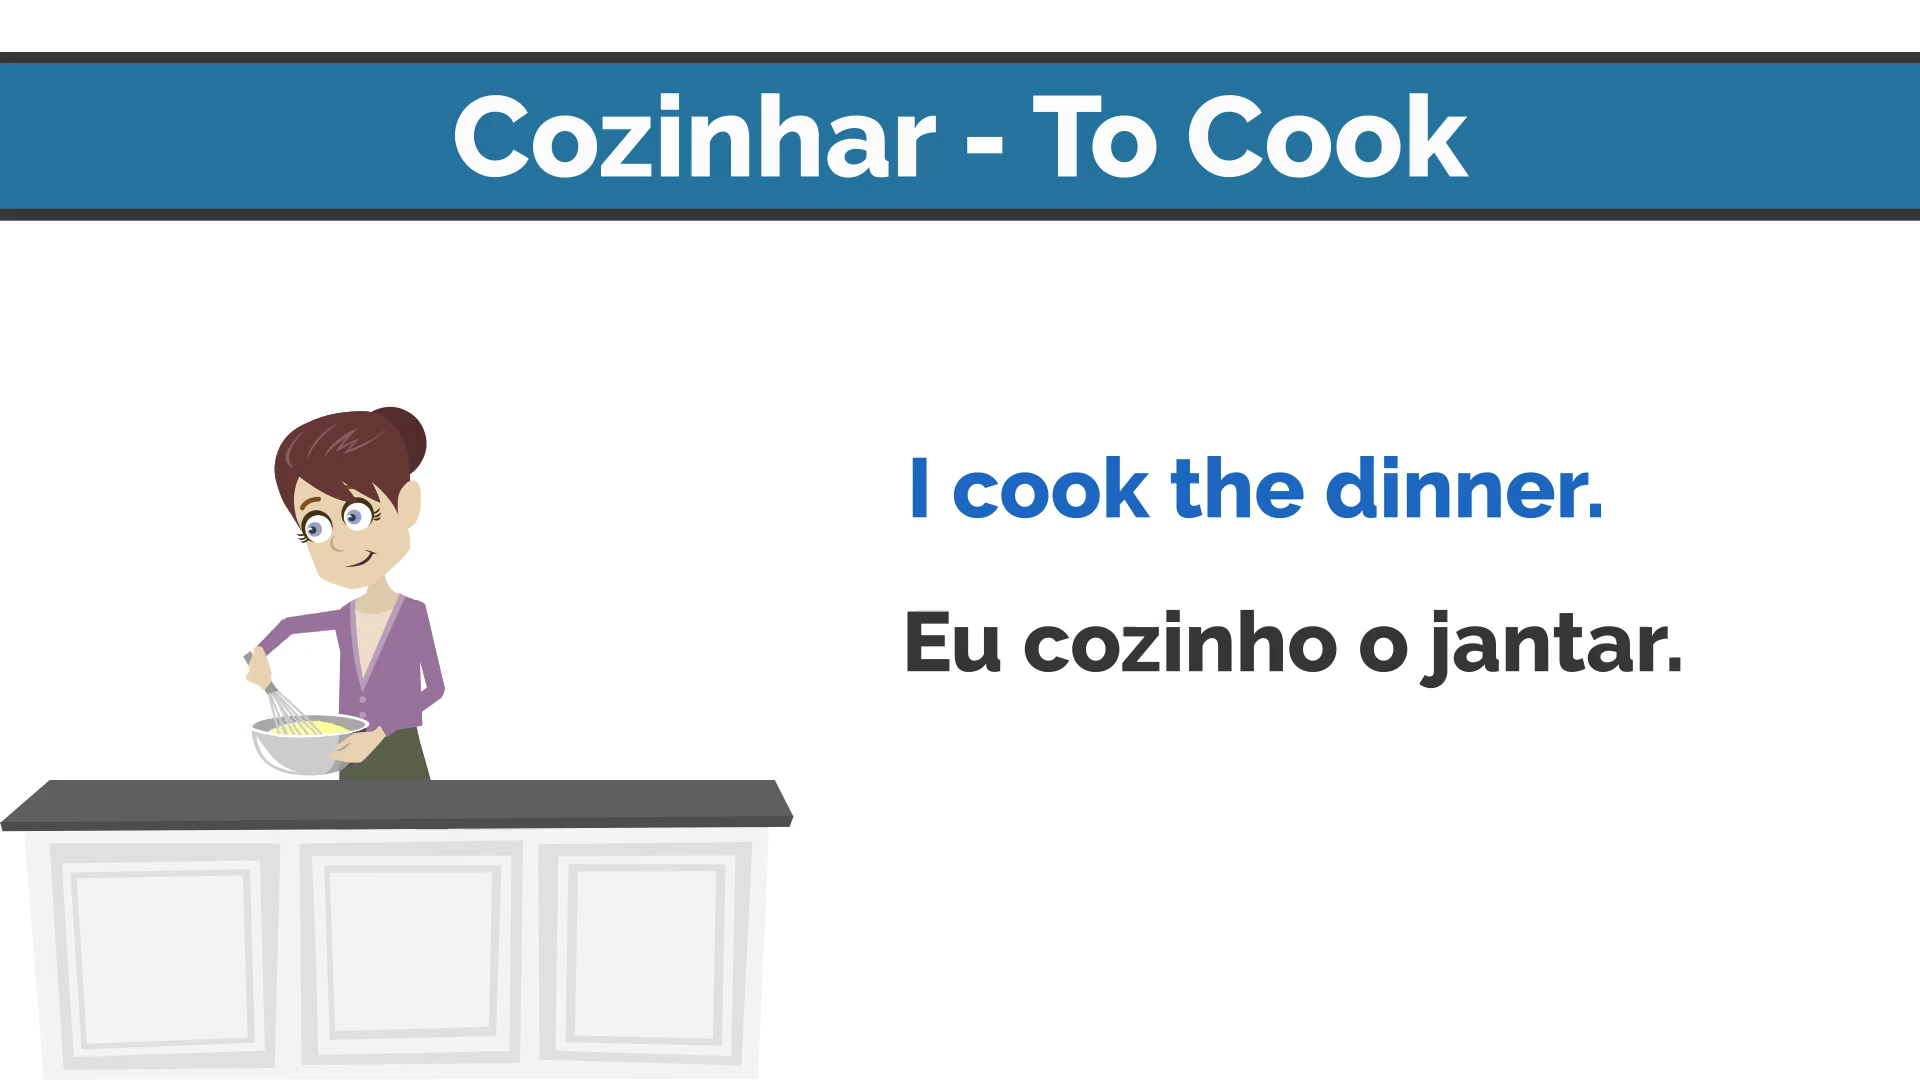 Cozinhar - To Cook
I cook the dinner.
Eu cozinho o jantar.